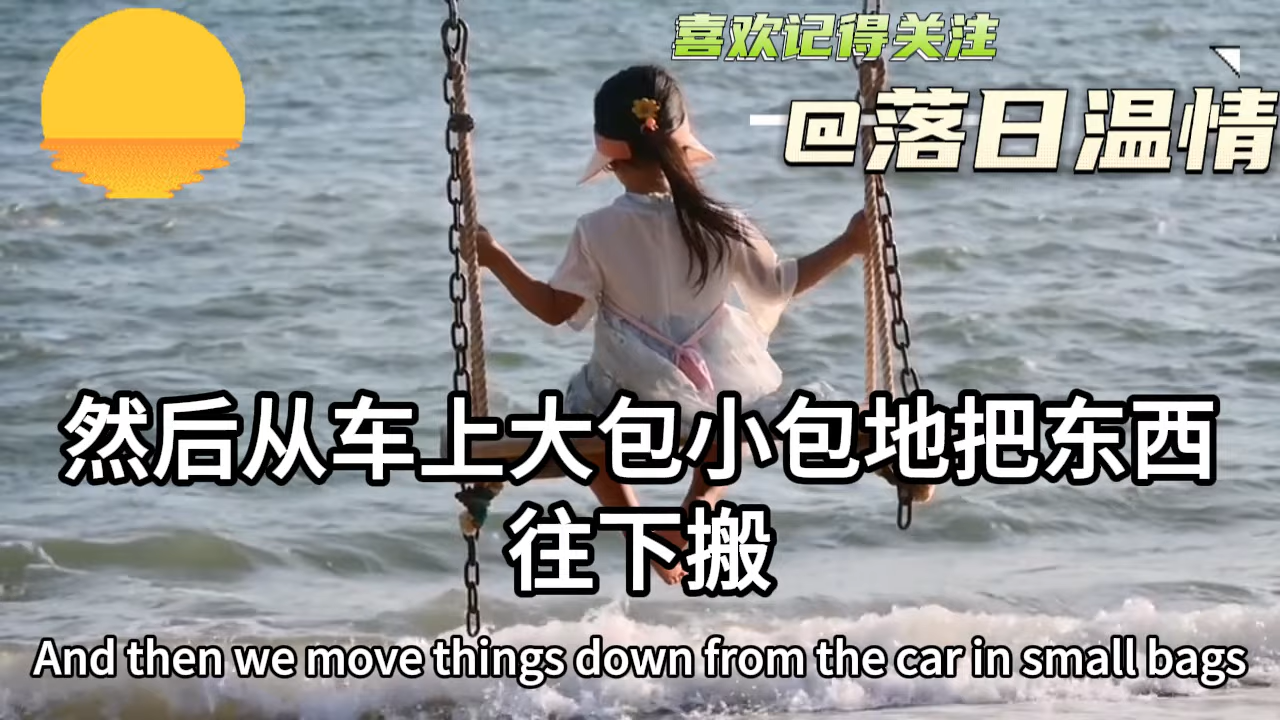 喜欢记得关注
@落日温情
然后从车上大包小包地把东西
往下搬
And then we move things down from the car in small bags